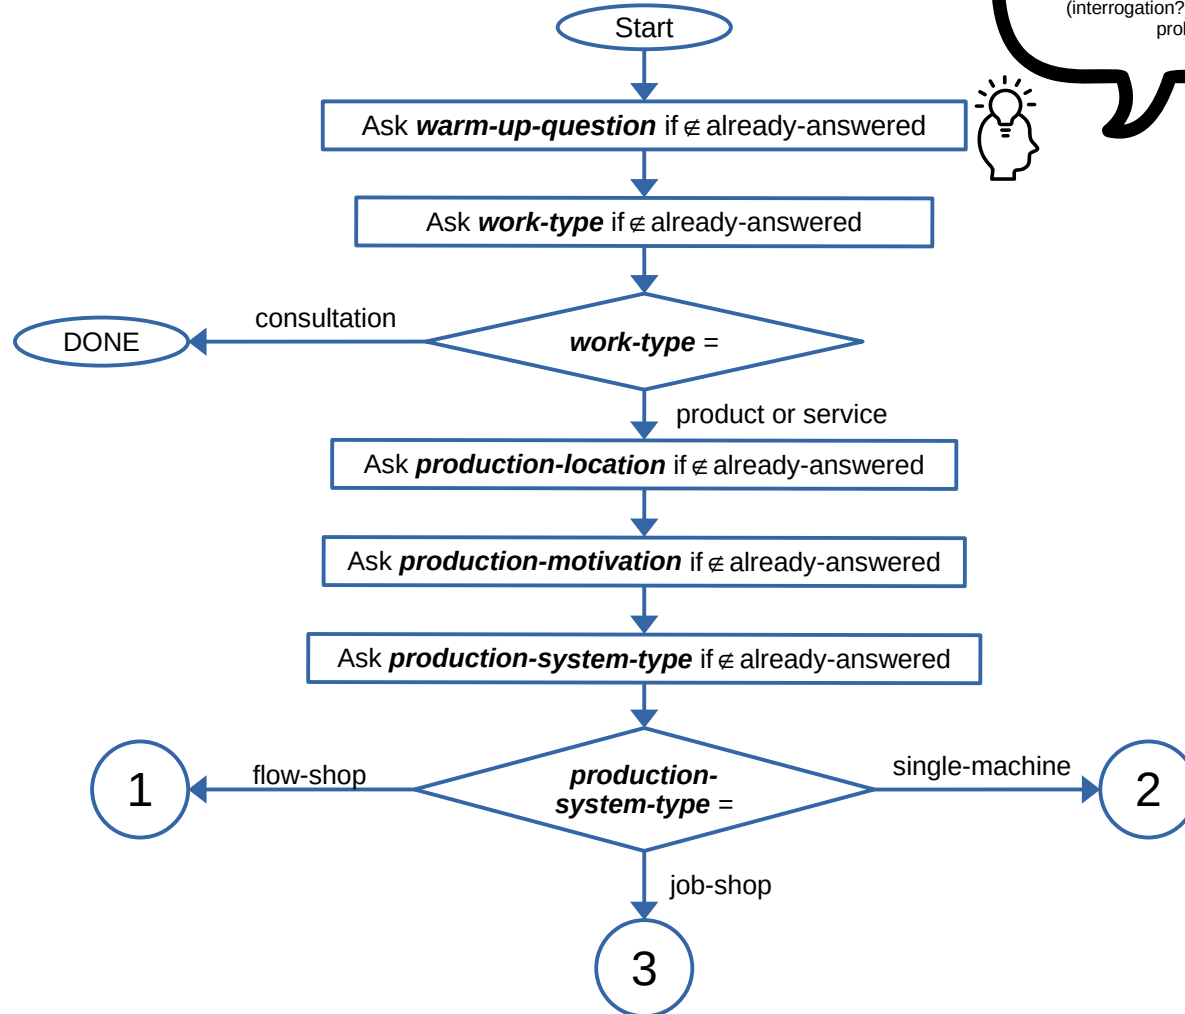 (interrogation?
prol
Start
Ask warm-up-question if ∉ already-answered
Ask work-type if ∉ already-answered
consultation
DONE
work-type =
product or service
Ask production-location if ∉ already-answered
Ask production-motivation if ∉ already-answered
Ask production-system-type if ∉ already-answered
1
flow-shop
production-
system-type =
single-machine
2
job-shop
3